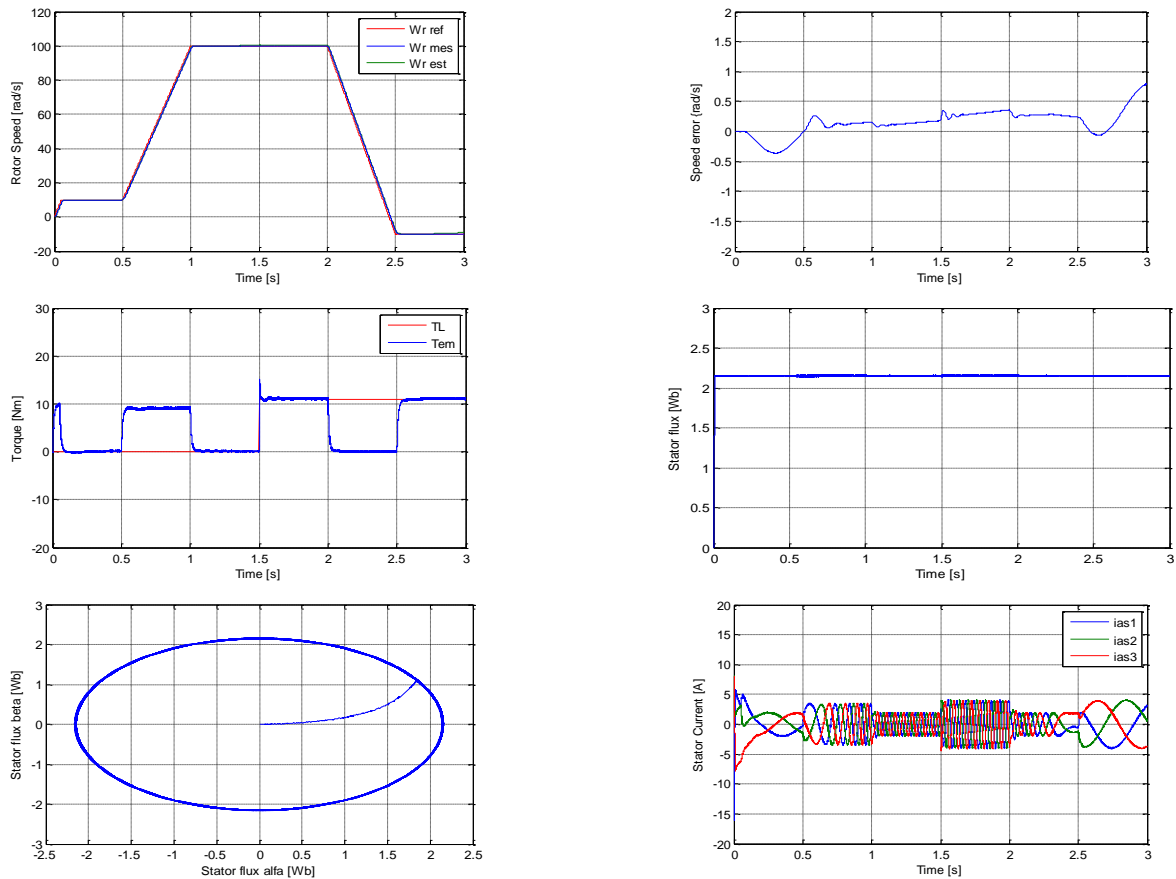 120
100
80
60
40
20
0
-20
Rotor Speed [rad/s]
Wr ref
Wr mes
Wr est
0 0.5 1 1.5 2 2.5 3
Time [s]
2
1.5
1
0.5
0
-0.5
-1
-1.5
-2
Speed error (rad/s)
0 0.5 1 1.5 2 2.5 3
Time [s]
30
20
10
0
-10
-20
Torque [Nm]
TL
Tem
0 0.5 1 1.5 2 2.5 3
Time [s]
3
2.5
2
1.5
1
0.5
0
Stator flux [Wb]
0 0.5 1 1.5 2 2.5 3
Time [s]
3
2
1
0
-1
-2
-3
Stator flux beta [Wb]
-2.5 -2 -1.5 -1 -0.5 0 0.5 1 1.5 2 2.5
Stator flux alfa [Wb]
20
15
10
5
0
-5
-10
-15
-20
Stator Current [A]
ias1
ias2
ias3
0 0.5 1 1.5 2 2.5 3
Time [s]